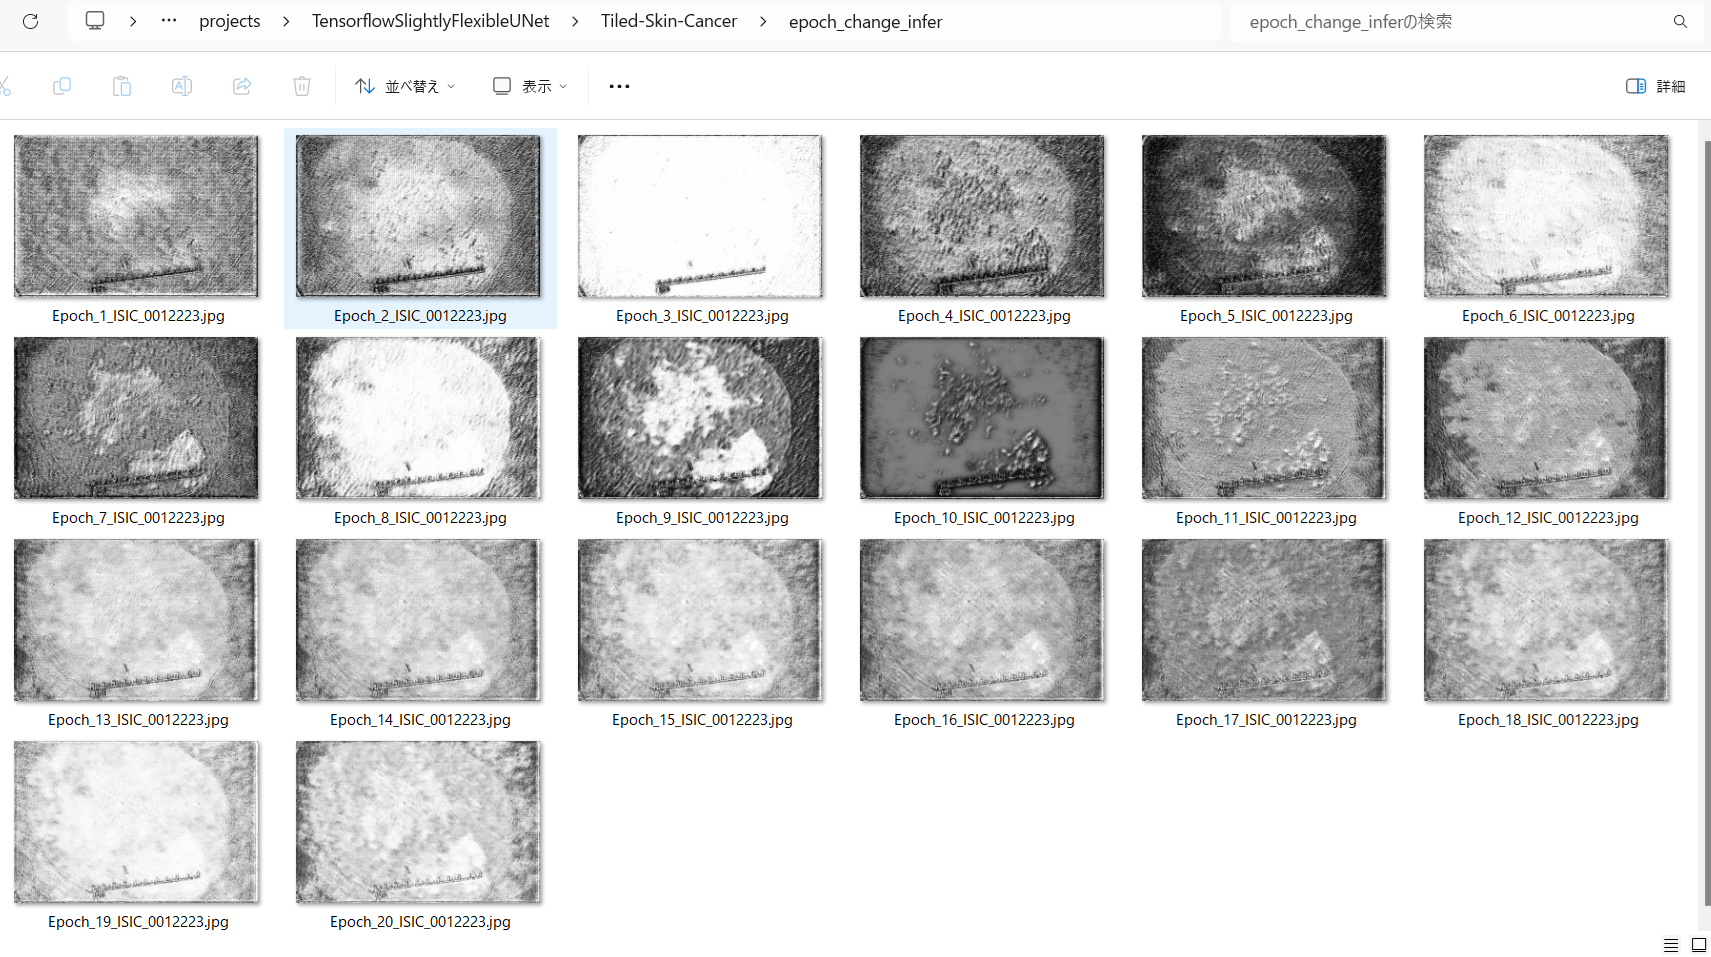 projects > TensorflowSlightlyFlexibleUNet > Tiled-Skin-Cancer > epoch_change_infer
epoch_change_inferの検索
並べ替え 表示 詳細
Epoch_1_ISIC_0012223.jpg
Epoch_2_ISIC_0012223.jpg
Epoch_3_ISIC_0012223.jpg
Epoch_4_ISIC_0012223.jpg
Epoch_5_ISIC_0012223.jpg
Epoch_6_ISIC_0012223.jpg
Epoch_7_ISIC_0012223.jpg
Epoch_8_ISIC_0012223.jpg
Epoch_9_ISIC_0012223.jpg
Epoch_10_ISIC_0012223.jpg
Epoch_11_ISIC_0012223.jpg
Epoch_12_ISIC_0012223.jpg
Epoch_13_ISIC_0012223.jpg
Epoch_14_ISIC_0012223.jpg
Epoch_15_ISIC_0012223.jpg
Epoch_16_ISIC_0012223.jpg
Epoch_17_ISIC_0012223.jpg
Epoch_18_ISIC_0012223.jpg
Epoch_19_ISIC_0012223.jpg
Epoch_20_ISIC_0012223.jpg